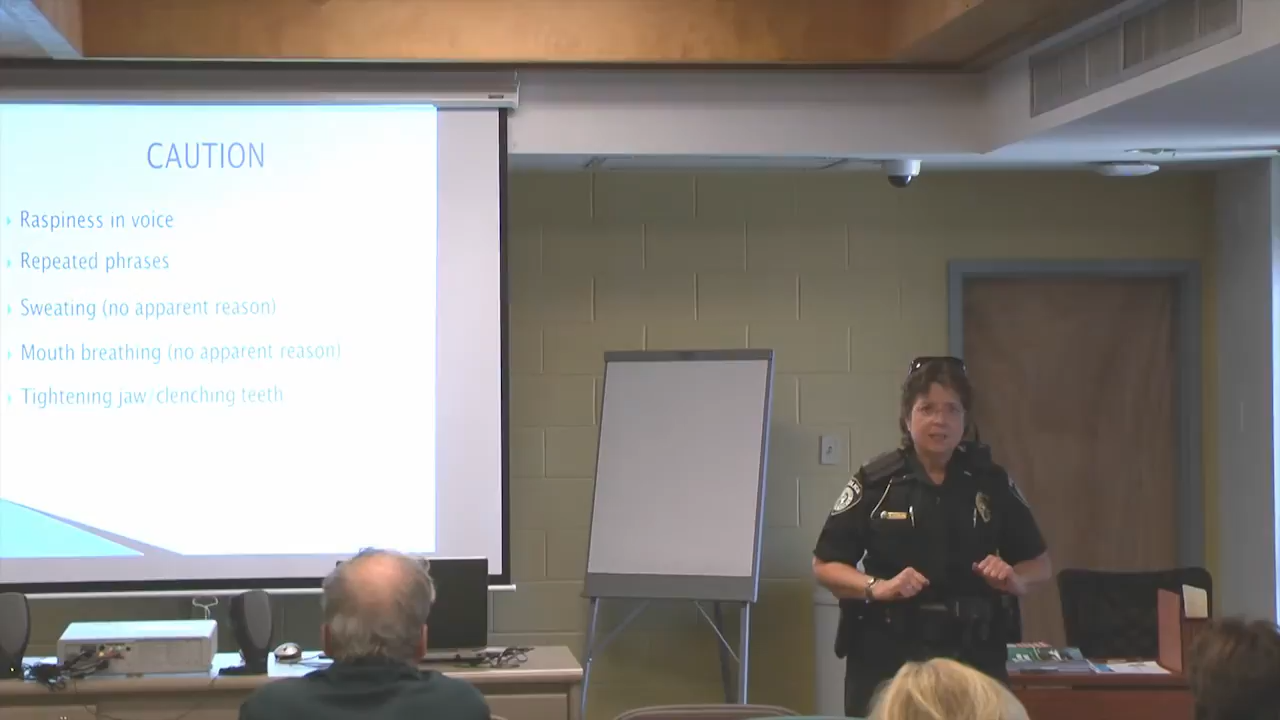 CAUTION
Raspiness in voice
Repeated phrases
Sweating (no apparent reason)
Mouth breathing (no apparent reason)
Tightening jaw/clenching teeth